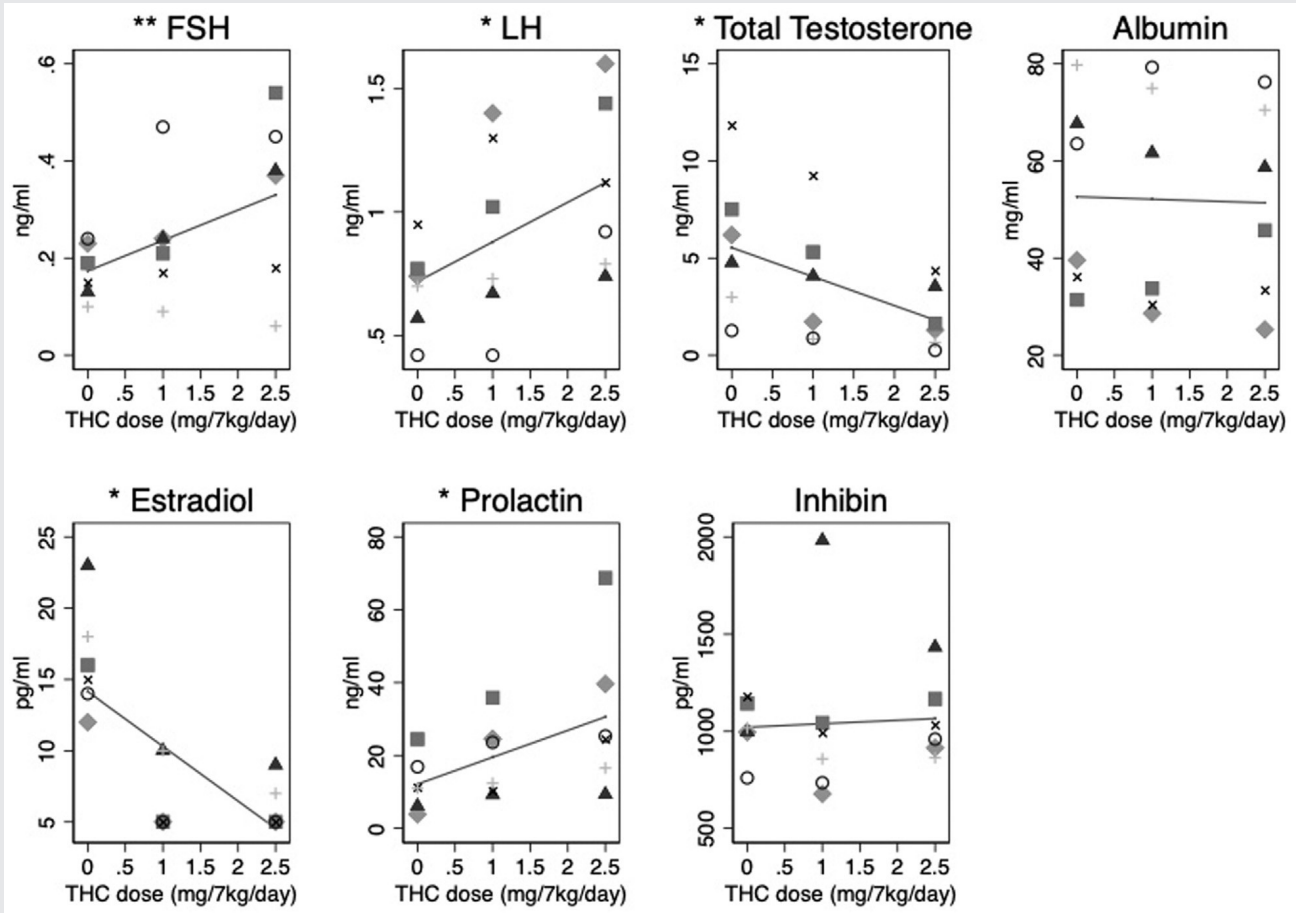 ** FSH
.6
.4
.2
0
ng/ml
0 .5 1 1.5 2 2.5
THC dose (mg/7kg/day)
* LH
1.5
1
.5
ng/ml
0 .5 1 1.5 2 2.5
THC dose (mg/7kg/day)
* Total Testosterone
15
10
5
0
ng/ml
0 .5 1 1.5 2 2.5
THC dose (mg/7kg/day)
Albumin
80
60
40
20
mg/ml
0 .5 1 1.5 2 2.5
THC dose (mg/7kg/day)
* Estradiol
25
20
15
10
5
pg/ml
0 .5 1 1.5 2 2.5
THC dose (mg/7kg/day)
* Prolactin
80
60
40
20
0
ng/ml
0 .5 1 1.5 2 2.5
THC dose (mg/7kg/day)
Inhibin
2000
1500
1000
500
pg/ml
0 .5 1 1.5 2 2.5
THC dose (mg/7kg/day)